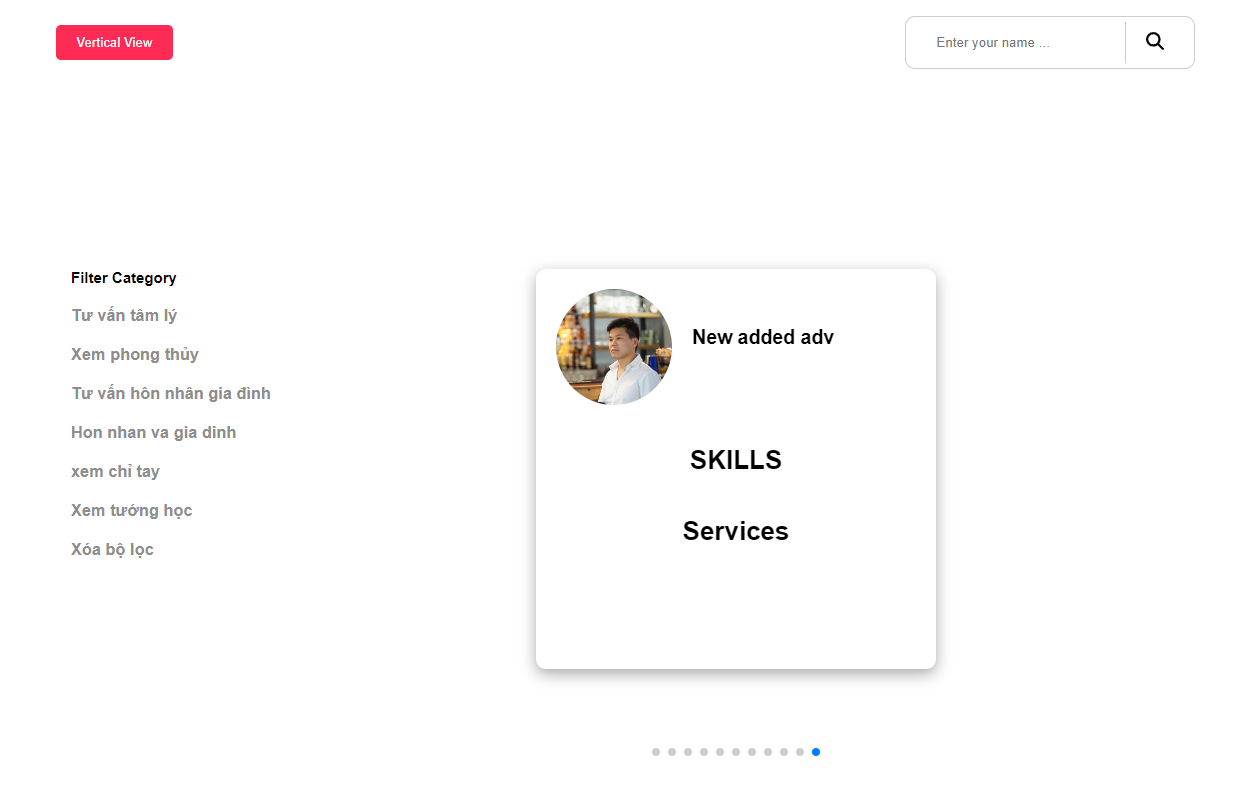 Vertical View
Enter your name ...
Filter Category
Tư vấn tâm lý
Xem phong thủy
Tư vấn hôn nhân gia đình
Hon nhan va gia dinh
xem chỉ tay
Xem tướng học
Xóa bộ lọc
New added adv
SKILLS
Services